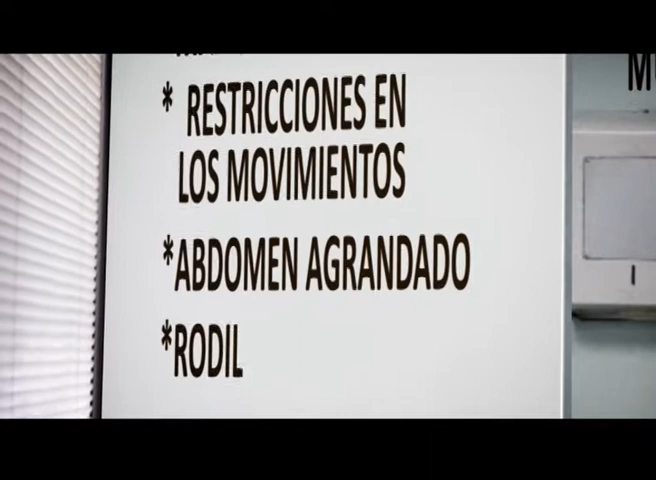 * RESTRICCIONES EN
LOS MOVIMIENTOS
*ABDOMEN AGRANDADO
*RODIL